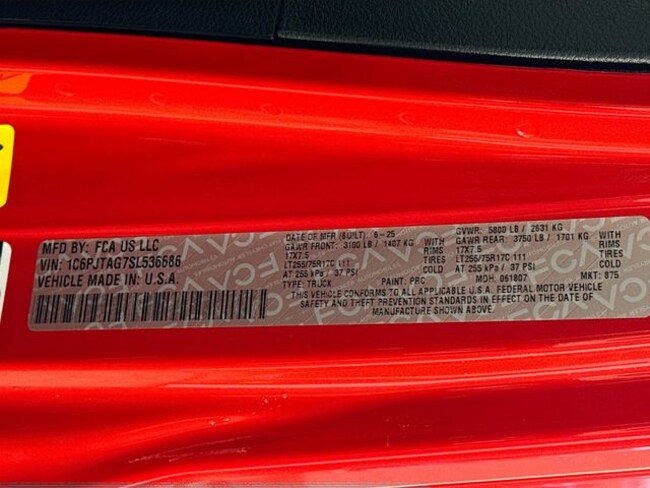 MFD BY: FCA US LLC
VIN: 1C6PJTAG7SL536686
VEHICLE MADE IN: U.S.A.
DATE OF MFR (BUILT): 6-25 GVWR: 5800 LB / 2631 KG
GAWR FRONT: 3100 LB / 1407 KG WITH GAWR REAR: 3750 LB / 1701 KG WITH
17X7.5 RIMS 17X7.5 RIMS
LT255/75R17C 111 TIRES LT255/75R17C 111 TIRES
AT 255 kPa / 37 PSI COLD AT 255 kPa / 37 PSI COLD
TYPE: TRUCK PAINT: PRC MDH: 051807 MKT: 875
THIS VEHICLE CONFORMS TO ALL APPLICABLE U.S.A. FEDERAL MOTOR VEHICLE
SAFETY AND THEFT PREVENTION STANDARDS IN EFFECT ON THE DATE OF
MANUFACTURE SHOWN ABOVE.